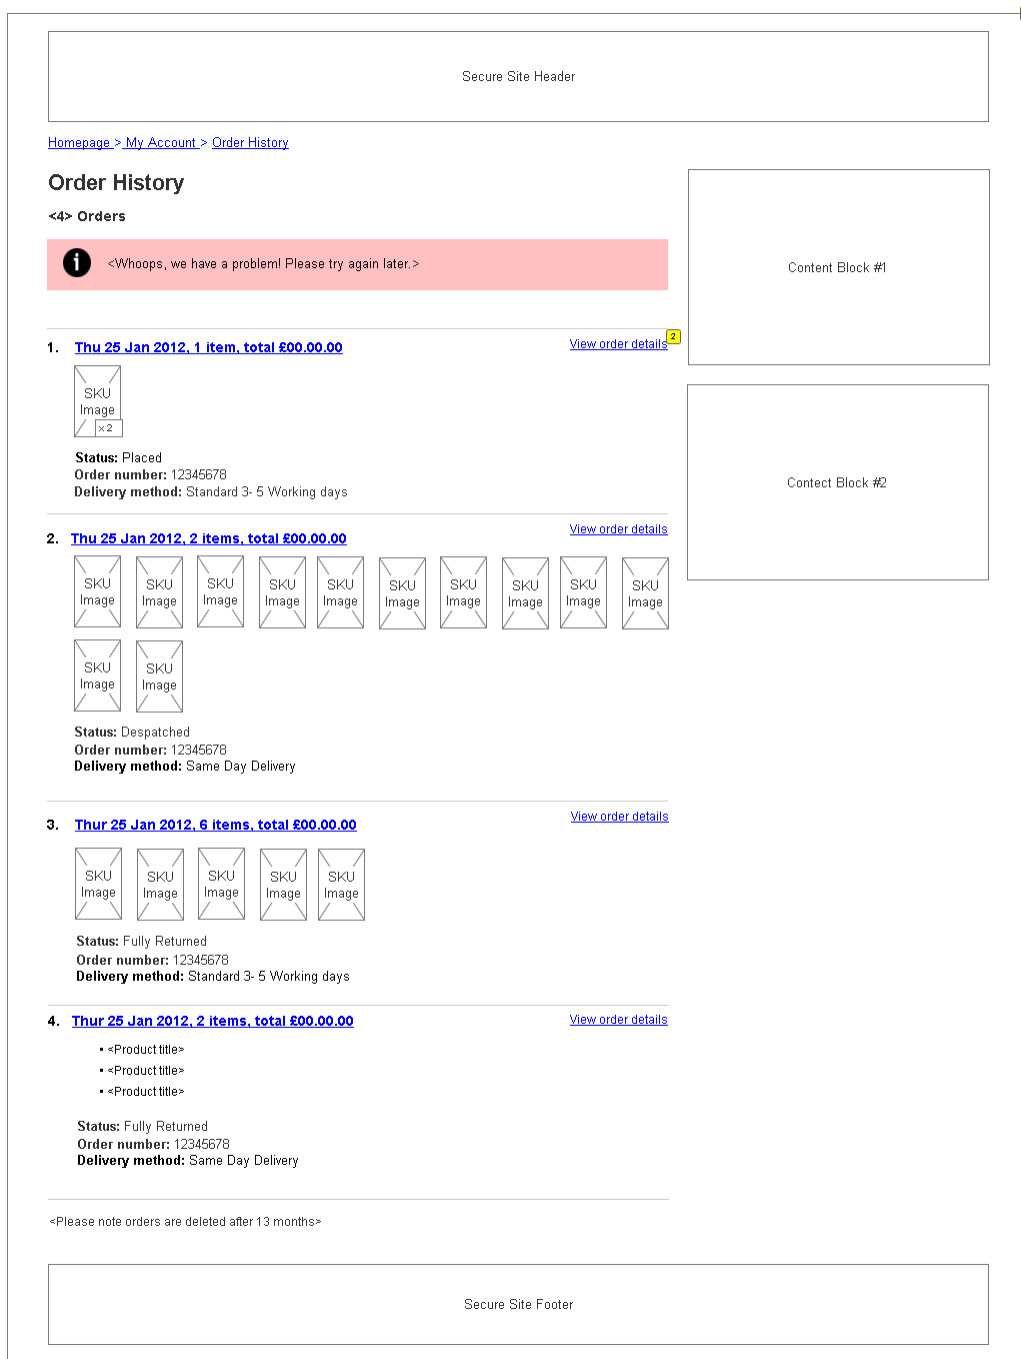 Secure Site Header
Homepage > My Account > Order History
Order History
<4> Orders
i <Whoops, we have a problem! Please try again later.>
Content Block #1
1. Thu 25 Jan 2012, 1 item, total £00.00.00
View order details 2
SKU
Image
x 2
Status: Placed
Order number: 12345678
Delivery method: Standard 3- 5 Working days
Contect Block #2
2. Thu 25 Jan 2012, 2 items, total £00.00.00
View order details
SKU SKU SKU SKU SKU SKU SKU SKU SKU SKU
Image Image Image Image Image Image Image Image Image Image
SKU SKU
Image Image
Status: Despatched
Order number: 12345678
Delivery method: Same Day Delivery
3. Thur 25 Jan 2012, 6 items, total £00.00.00
View order details
SKU SKU SKU SKU SKU
Image Image Image Image Image
Status: Fully Returned
Order number: 12345678
Delivery method: Standard 3- 5 Working days
4. Thur 25 Jan 2012, 2 items, total £00.00.00
View order details
• <Product title>
• <Product title>
• <Product title>
Status: Fully Returned
Order number: 12345678
Delivery method: Same Day Delivery
<Please note orders are deleted after 13 months>
Secure Site Footer